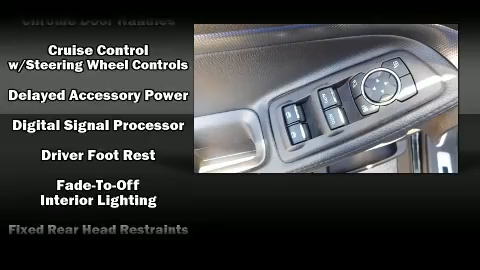 Chrome Door Handles
Cruise Control
w/Steering Wheel Controls
Delayed Accessory Power
Digital Signal Processor
Driver Foot Rest
Fade-To-Off
Interior Lighting
Fixed Rear Head Restraints